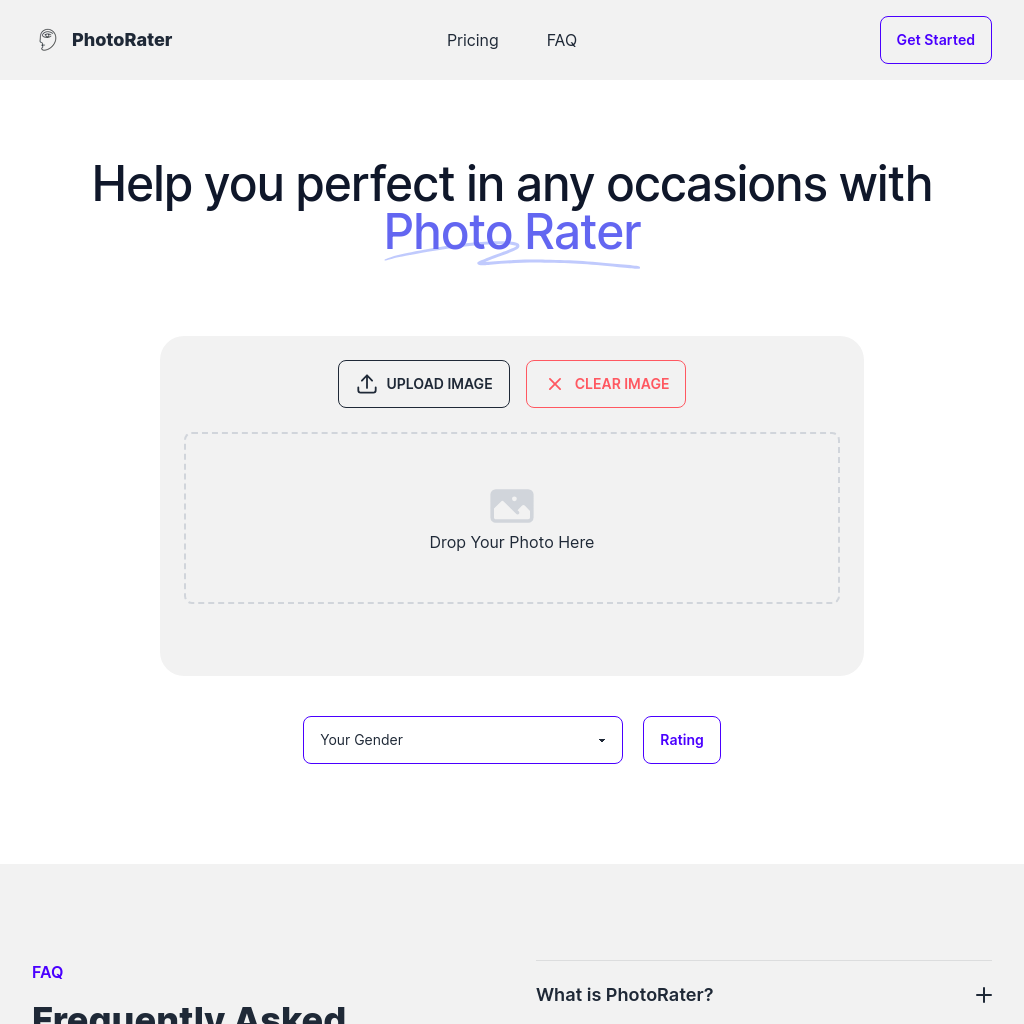 PhotoRater
Pricing
FAQ
Get Started
Help you perfect in any occasions with
Photo Rater
UPLOAD IMAGE
CLEAR IMAGE
Drop Your Photo Here
Your Gender
Rating
FAQ
Frequently Asked
What is PhotoRater?